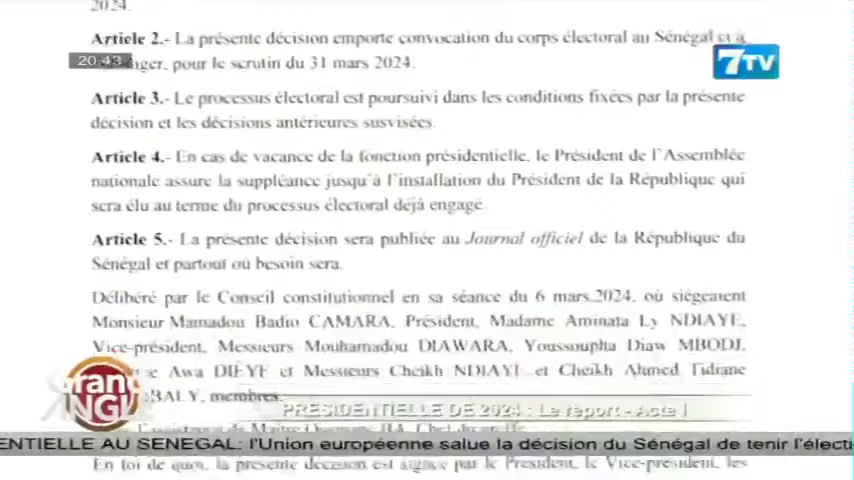 2024.
Article 2.- La présente décision emporte convocation du corps électoral au Sénégal et à
20:43
nger, pour le scrutin du 31 mars 2024.
7TV
Article 3.- Le processus électoral est poursuivi dans les conditions fixées par la présente
décision et les décisions antérieures susvisées.
Article 4.- En cas de vacance de la fonction présidentielle, le Président de l'Assemblée
nationale assure la suppléance jusqu'à l'installation du Président de la République qui
sera élu au terme du processus électoral déjà engagé.
Article 5.- La présente décision sera publiée au Journal officiel de la République du
Sénégal et partout où besoin sera.
Délibéré par le Conseil constitutionnel en sa séance du 6 mars 2024, où siégeaient
Monsieur Mamadou Badio CAMARA, Président, Madame Aminata Ly NDIAYE,
Vice-président, Messieurs Mouhamadou DIAWARA, Youssoupha Diaw MBODJ,
Awa DIEYE et Messieurs Cheikh NDIAYE et Cheikh Ahmed Tidiane
BALY, membres.
Grand
ANGL
PRESIDENTIELLE DE 2024 : Le report - Acte I
ENTIELLE AU SENEGAL: l'Union européenne salue la décision du Sénégal de tenir l'électi
En foi de quoi, la présente décision est signée par le Président, le Vice-président, les